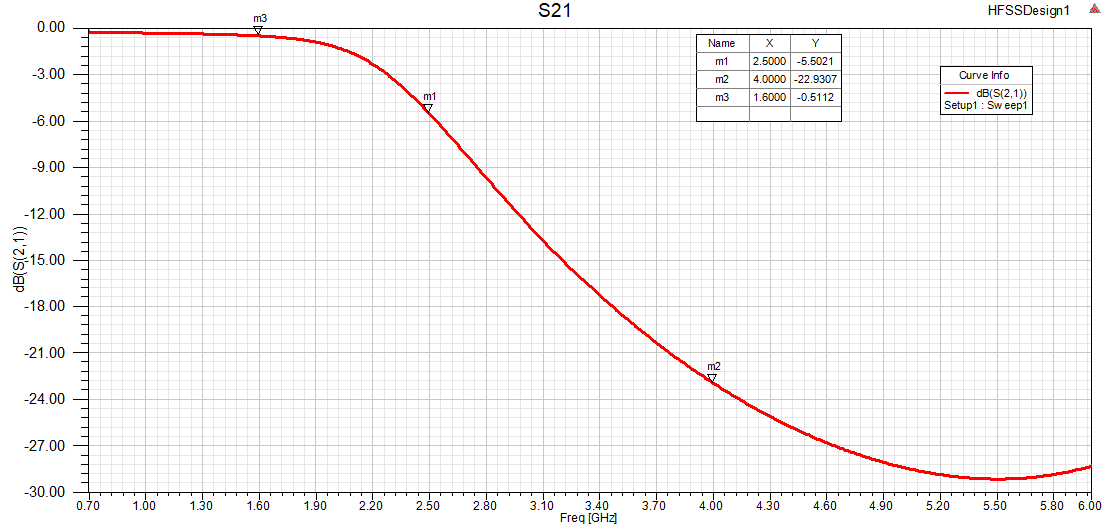 S21
HFSSDesign1
0.00
-3.00
-6.00
-9.00
-12.00
-15.00
-18.00
-21.00
-24.00
-27.00
-30.00
dB(S(2,1))
m3
m1
m2
Name X Y
m1 2.5000 -5.5021
m2 4.0000 -22.9307
m3 1.6000 -0.5112
Curve Info
dB(S(2,1))
Setup1 : Sweep1
0.70 1.00 1.30 1.60 1.90 2.20 2.50 2.80 3.10 3.40 3.70 4.00 4.30 4.60 4.90 5.20 5.50 5.80 6.00
Freq [GHz]